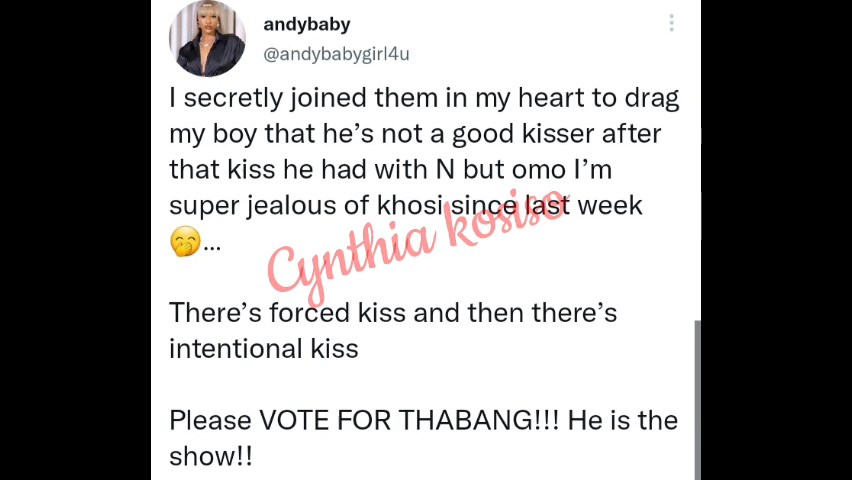 andybaby
@andybabygirl4u
I secretly joined them in my heart to drag
my boy that he's not a good kisser after
that kiss he had with N but omo I'm
super jealous of khosi since last week
🤭...
Cynthia kosiso
There's forced kiss and then there's
intentional kiss
Please VOTE FOR THABANG!!! He is the
show!!